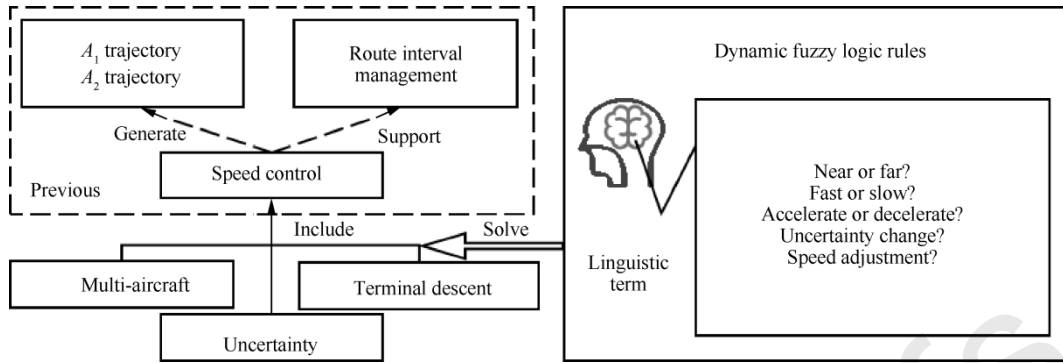 A₁ trajectory
A₂ trajectory
Route interval
management
Generate
Support
Speed control
Previous
Include
Multi-aircraft
Terminal descent
Uncertainty
Solve
Dynamic fuzzy logic rules
Linguistic
term
Near or far?
Fast or slow?
Accelerate or decelerate?
Uncertainty change?
Speed adjustment?